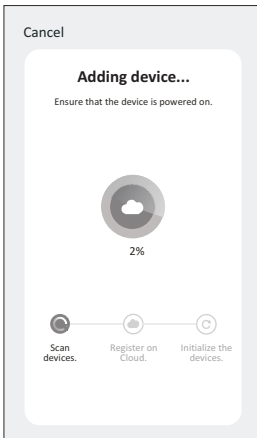 Cancel
Adding device...
Ensure that the device is powered on.
2%
Scan
devices.
Register on
Cloud.
Initialize the
devices.